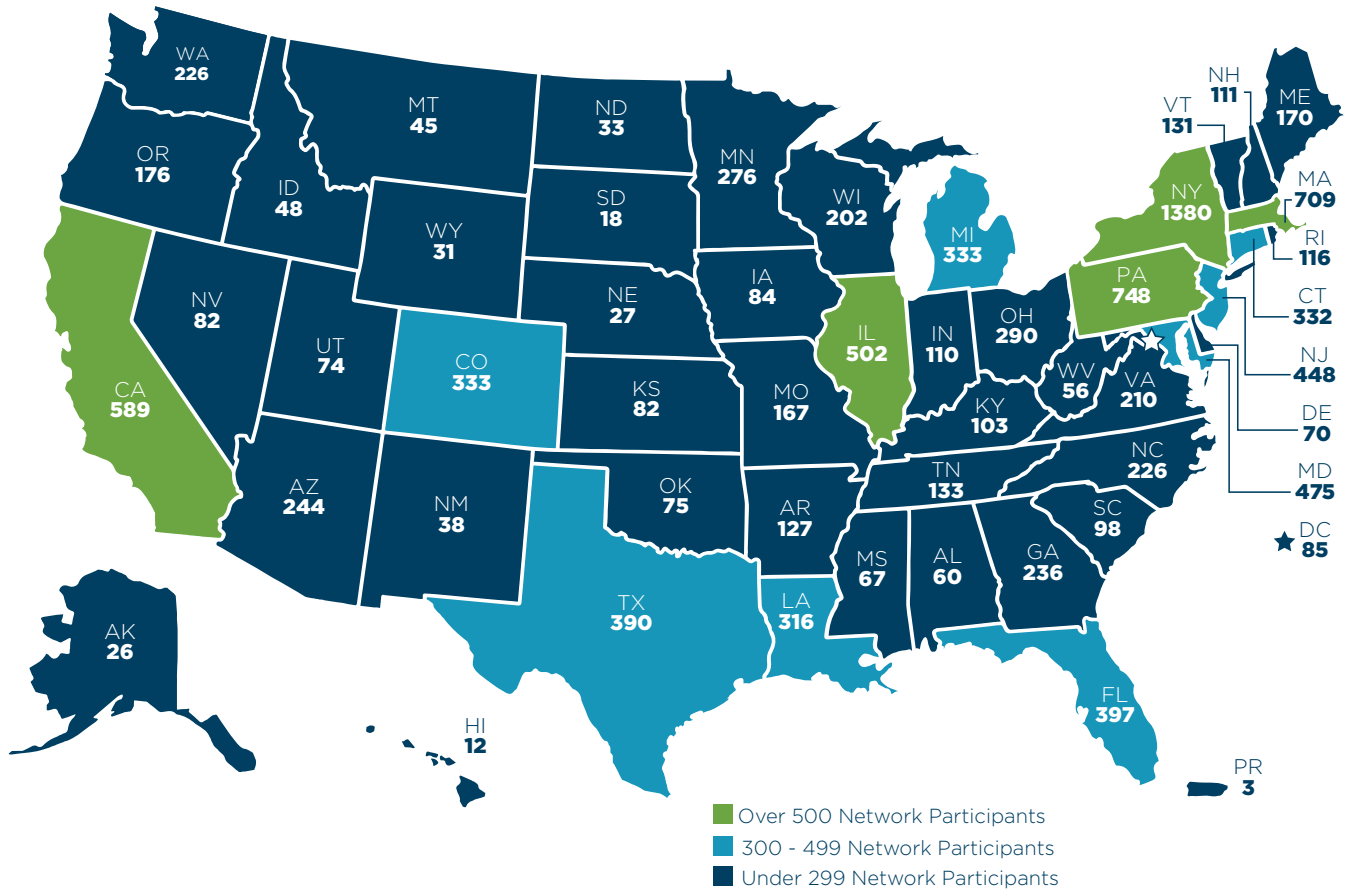 WA
226
OR
176
CA
589
ID
48
NV
82
MT
45
WY
31
UT
74
AZ
244
CO
333
NM
38
ND
33
SD
18
NE
27
KS
82
OK
75
TX
390
MN
276
IA
84
MO
167
AR
127
LA
316
WI
202
IL
502
MI
333
IN
110
OH
290
KY
103
TN
133
MS
67
AL
60
GA
236
FL
397
SC
98
NC
226
VA
210
WV
56
PA
748
NY
1380
VT
131
NH
111
ME
170
MA
709
RI
116
CT
332
NJ
448
DE
70
MD
475
DC
85
AK
26
HI
12
PR
3
Over 500 Network Participants
300 - 499 Network Participants
Under 299 Network Participants